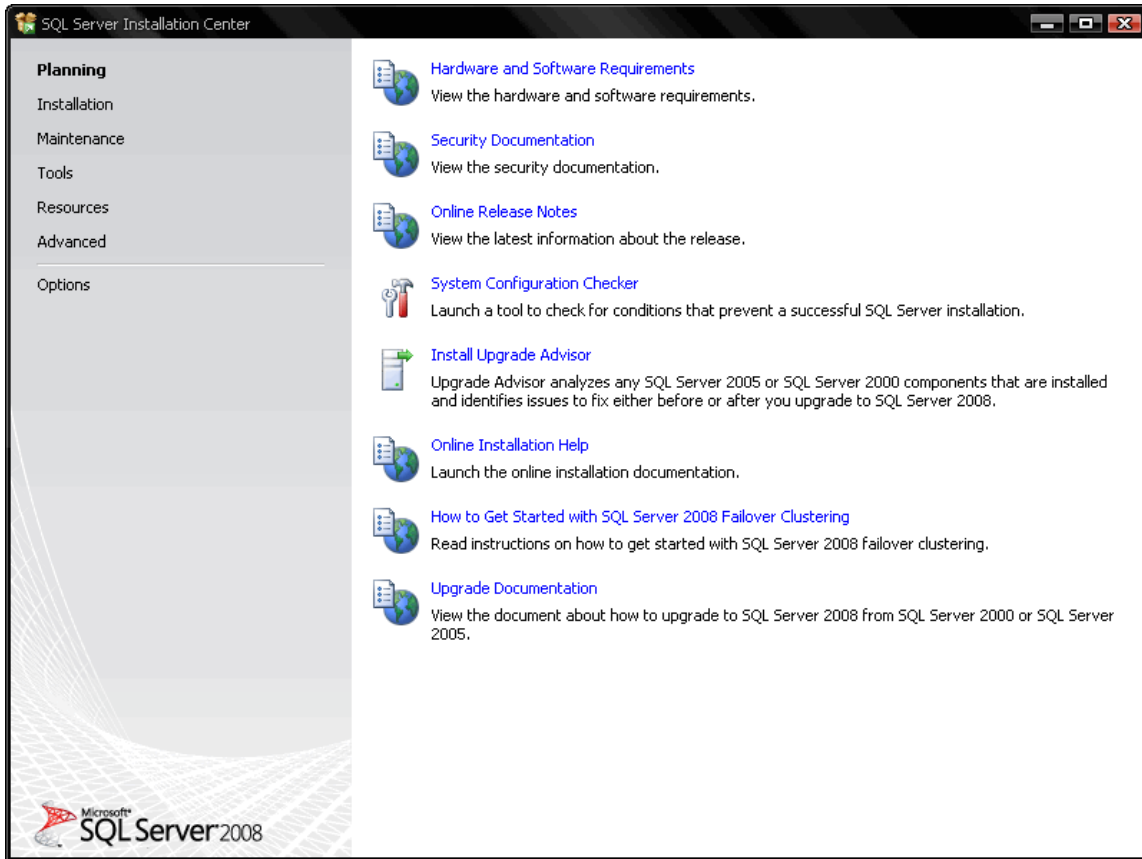 SQL Server Installation Center
Planning
Installation
Maintenance
Tools
Resources
Advanced
Options
Hardware and Software Requirements
View the hardware and software requirements.
Security Documentation
View the security documentation.
Online Release Notes
View the latest information about the release.
System Configuration Checker
Launch a tool to check for conditions that prevent a successful SQL Server installation.
Install Upgrade Advisor
Upgrade Advisor analyzes any SQL Server 2005 or SQL Server 2000 components that are installed
and identifies issues to fix either before or after you upgrade to SQL Server 2008.
Online Installation Help
Launch the online installation documentation.
How to Get Started with SQL Server 2008 Failover Clustering
Read instructions on how to get started with SQL Server 2008 failover clustering.
Upgrade Documentation
View the document about how to upgrade to SQL Server 2008 from SQL Server 2000 or SQL Server
2005.
Microsoft®
SQL Server 2008